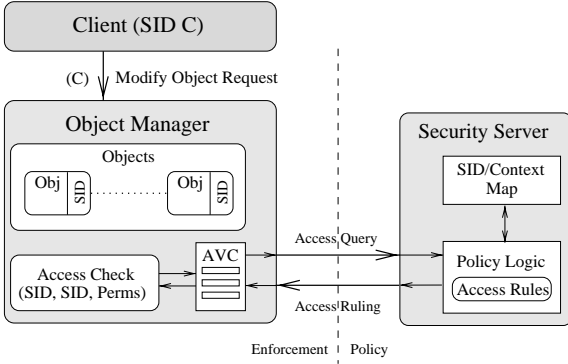 Client (SID C)
(C) Modify Object Request
Object Manager
Objects
Obj SID
Obj SID
Access Check
(SID, SID, Perms)
AVC
Access Query
Access Ruling
Security Server
SID/Context
Map
Policy Logic
Access Rules
Enforcement
Policy